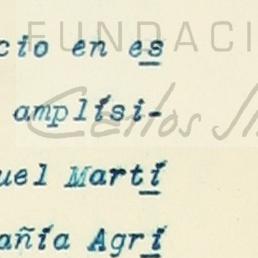 FUNDACI
cio en es
amplísi-
uel Martí
añía Agrí